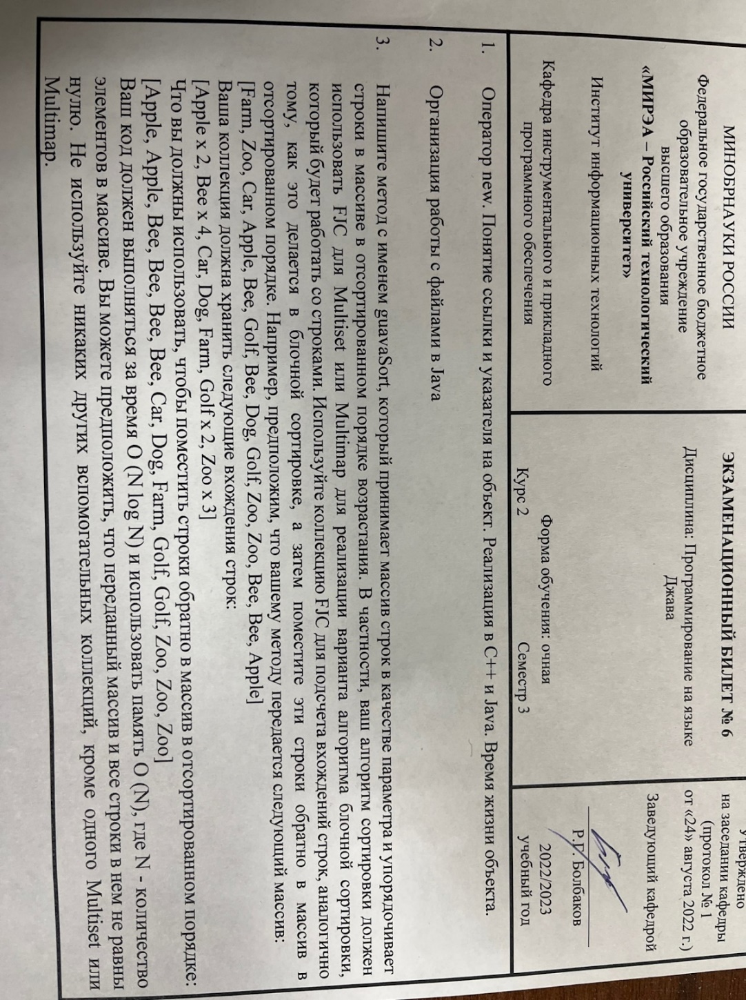 МИНОБРНАУКИ РОССИИ
Федеральное государственное бюджетное
образовательное учреждение
высшего образования
«МИРЭА – Российский технологический
университет»
Институт информационных технологий
Кафедра инструментального и прикладного
программного обеспечения
ЭКЗАМЕНАЦИОННЫЙ БИЛЕТ № 6
Дисциплина: Программирование на языке
Джава
Форма обучения: очная
Курс 2 Семестр 3
Утверждено
на заседании кафедры
(протокол № 1
от «24» августа 2022 г.)
Заведующий кафедрой
Р.Г. Болбаков
2022/2023
учебный год
1. Оператор new. Понятие ссылки и указателя на объект. Реализация в C++ и Java. Время жизни объекта.
2. Организация работы с файлами в Java
3. Напишите метод с именем guavaSort, который принимает массив строк в качестве параметра и упорядочивает
строки в массиве в отсортированном порядке возрастания. В частности, ваш алгоритм сортировки должен
использовать FJC для Multiset или Multimap для реализации варианта алгоритма блочной сортировки,
который будет работать со строками. Используйте коллекцию FJC для подсчета вхождений строк, аналогично
тому, как это делается в блочной сортировке, а затем поместите эти строки обратно в массив в
отсортированном порядке. Например, предположим, что вашему методу передается следующий массив:
[Farm, Zoo, Car, Apple, Bee, Golf, Bee, Dog, Golf, Zoo, Zoo, Bee, Bee, Apple]
Ваша коллекция должна хранить следующие вхождения строк:
[Apple x 2, Bee x 4, Car, Dog, Farm, Golf x 2, Zoo x 3]
Что вы должны использовать, чтобы поместить строки обратно в массив в отсортированном порядке:
[Apple, Apple, Bee, Bee, Bee, Bee, Car, Dog, Farm, Golf, Golf, Zoo, Zoo, Zoo]
Ваш код должен выполняться за время O (N log N) и использовать память O (N), где N - количество
элементов в массиве. Вы можете предположить, что переданный массив и все строки в нем не равны
нулю. Не используйте никаких других вспомогательных коллекций, кроме одного Multiset или
Multimap.